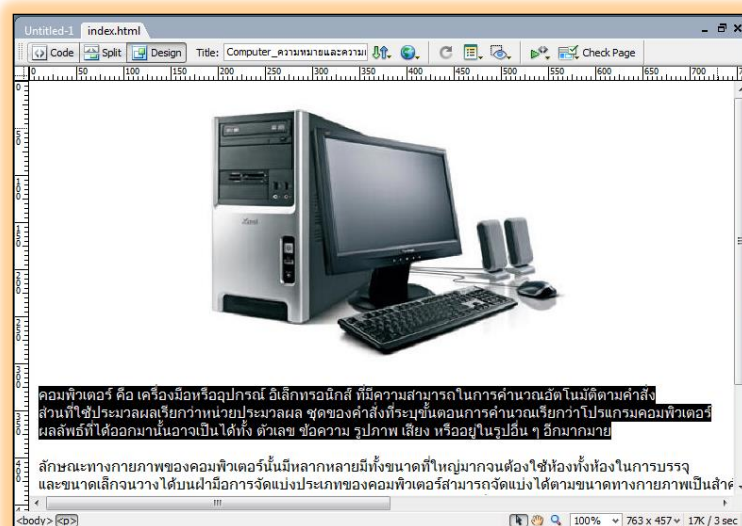 Untitled-1 index.html
Code Split Design Title: Computer_ความหมายและความ Check Page
0 50 100 150 200 250 300 350 400 450 500 550 600 650 700
คอมพิวเตอร์ คือ เครื่องมือหรืออุปกรณ์ อิเล็กทรอนิกส์ ที่มีความสามารถในการคำนวณอัตโนมัติตามคำสั่ง
ส่วนที่ใช้ประมวลผลเรียกว่าหน่วยประมวลผล ชุดของคำสั่งที่ระบุขั้นตอนการคำนวณเรียกว่าโปรแกรมคอมพิวเตอร์
ผลลัพธ์ที่ได้ออกมานั้นอาจเป็นได้ทั้ง ตัวเลข ข้อความ รูปภาพ เสียง หรืออยู่ในรูปอื่น ๆ อีกมากมาย
ลักษณะทางกายภาพของคอมพิวเตอร์นั้นมีหลากหลายมีทั้งขนาดที่ใหญ่มากจนต้องใช้ห้องทั้งห้องในการบรรจุ
และขนาดเล็กจนวางได้บนฝ่ามือการจัดแบ่งประเภทของคอมพิวเตอร์สามารถจัดแบ่งได้ตามขนาดทางกายภาพเป็นสำ
<body> <p> 100% 763 x 457 17K / 3 sec